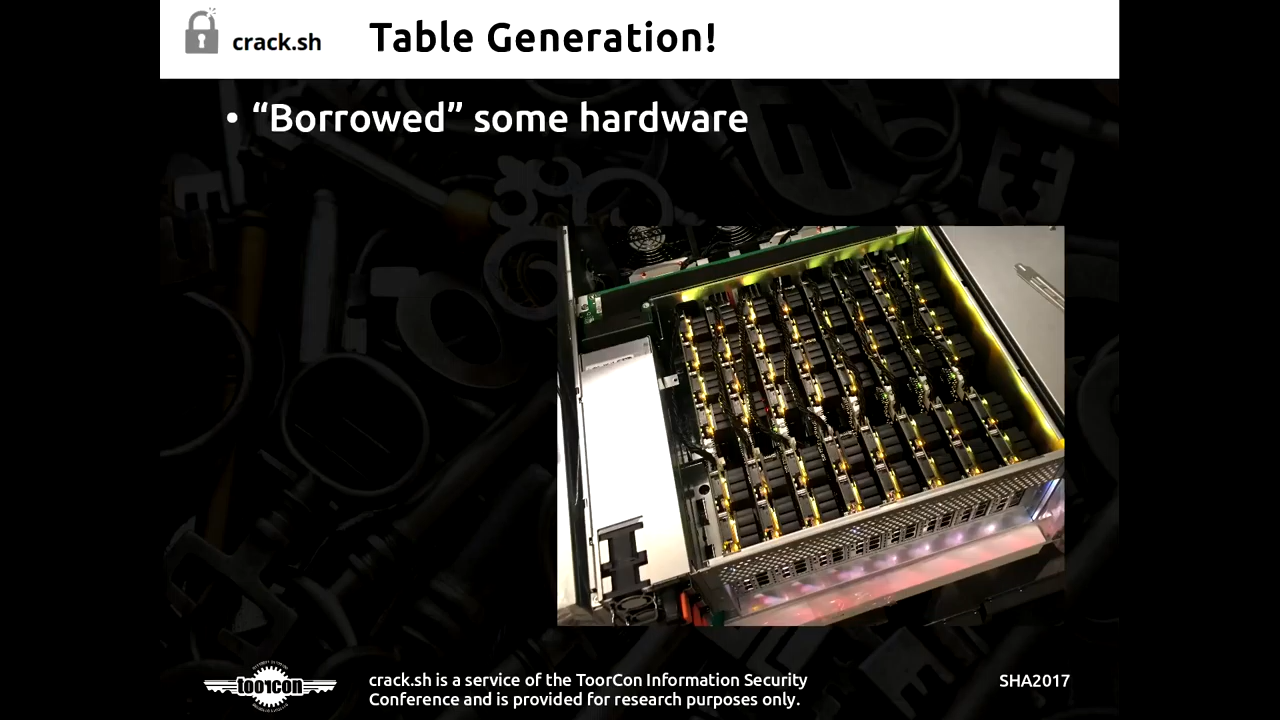 crack.sh
Table Generation!
• “Borrowed” some hardware
toorcon
crack.sh is a service of the ToorCon Information Security
Conference and is provided for research purposes only.
SHA2017